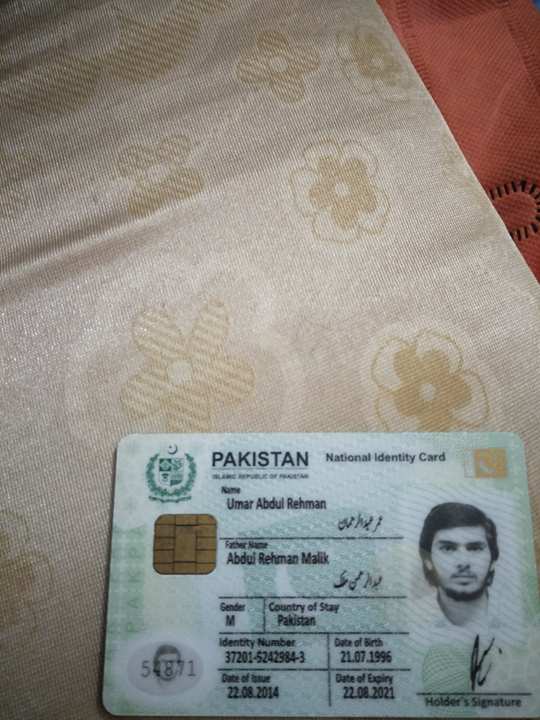 PAKISTAN National Identity Card
ISLAMIC REPUBLIC OF PAKISTAN
Name
Umar Abdul Rehman
عمر عبدالرحمان
Father Name
Abdul Rehman Malik
عبدالرحمن ملک
Gender Country of Stay
M Pakistan
Identity Number Date of Birth
37201-5242984-3 21.07.1996
Date of Issue Date of Expiry
22.08.2014 22.08.2021
Holder's Signature
54871